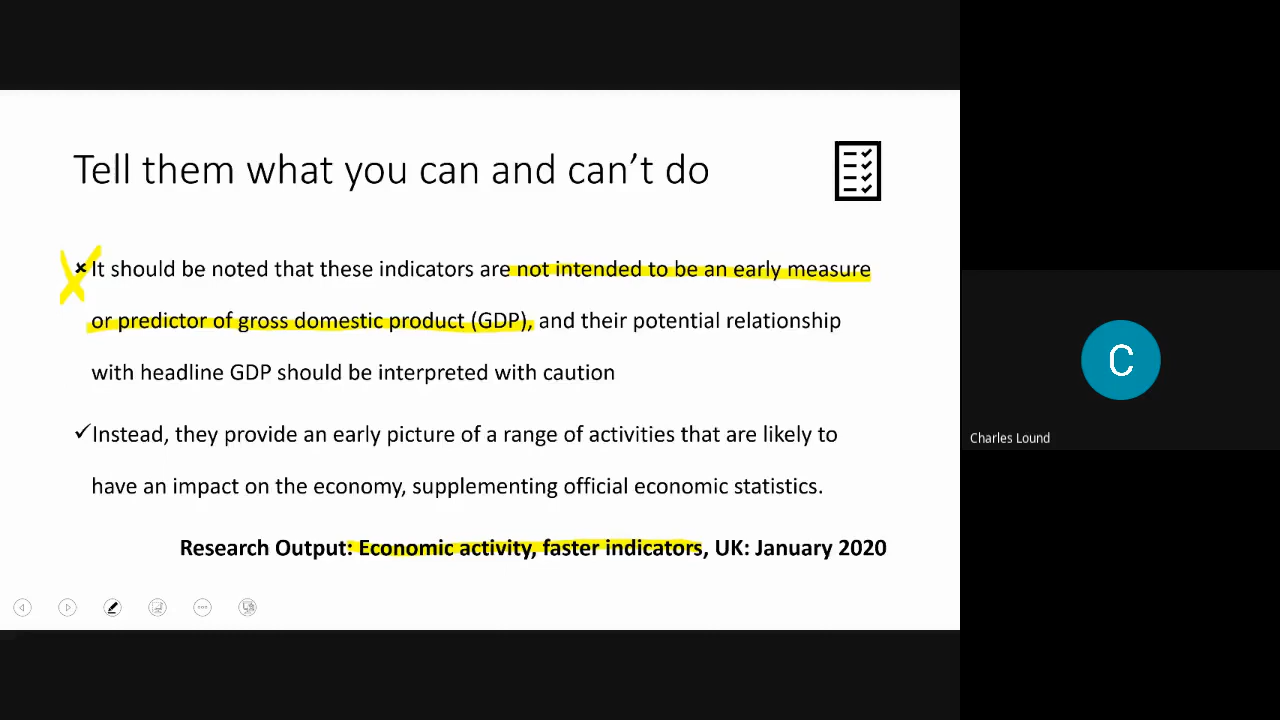 Tell them what you can and can’t do
×It should be noted that these indicators are not intended to be an early measure
or predictor of gross domestic product (GDP), and their potential relationship
with headline GDP should be interpreted with caution
✓Instead, they provide an early picture of a range of activities that are likely to
have an impact on the economy, supplementing official economic statistics.
Research Output: Economic activity, faster indicators, UK: January 2020
C
Charles Lound